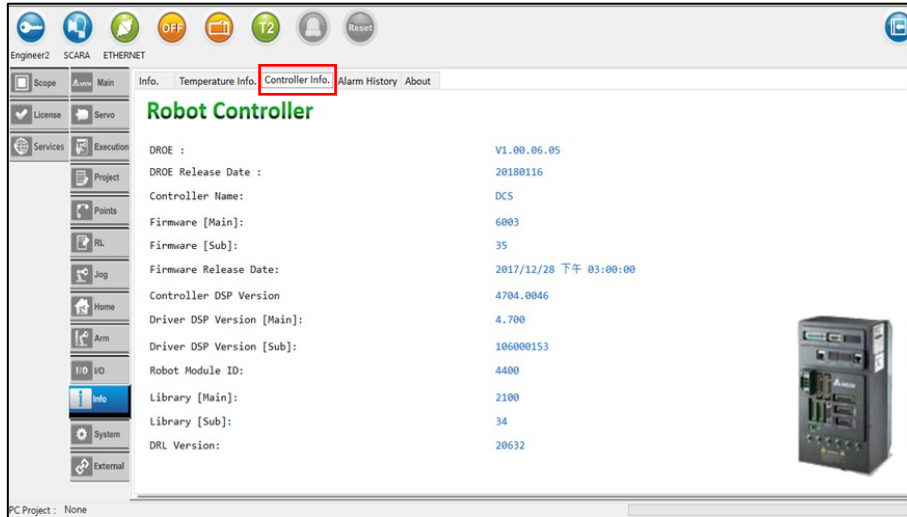 OFF T2 Reset
Engineer2 SCARA ETHERNET
Scope Main Info. Temperature Info. Controller Info. Alarm History About
License Servo Robot Controller
Services Execution DROE : V1.00.06.05
Project DROE Release Date : 20180116
Controller Name: DCS
Points Firmware [Main]: 6003
RL Firmware [Sub]: 35
Jog Firmware Release Date: 2017/12/28 下午 03:00:00
Home Controller DSP Version 4704.0046
Driver DSP Version [Main]: 4.700
Arm Driver DSP Version [Sub]: 106000153
I/O I/O Robot Module ID: 4400
Info Library [Main]: 2100
Library [Sub]: 34
System DRL Version: 20632
External
PC Project : None